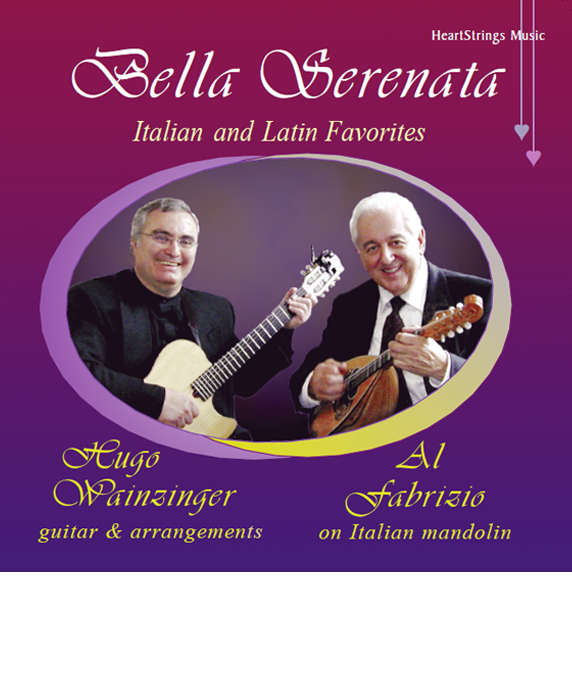 HeartStrings Music
Bella Serenata
Italian and Latin Favorites
Hugo
Wainzinger
guitar & arrangements
Al
Fabrizio
on Italian mandolin